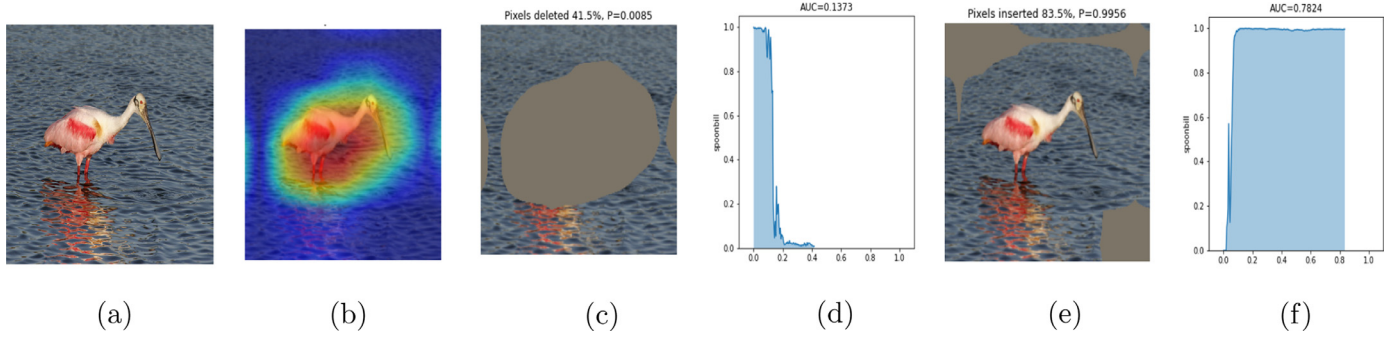 Pixels deleted 41.5%, P=0.0085
AUC=0.1373
Pixels inserted 83.5%, P=0.9956
AUC=0.7824
1.0
0.8
0.6
0.4
0.2
0.0
spoonbill
0.0 0.2 0.4 0.6 0.8 1.0
1.0
0.8
0.6
0.4
0.2
0.0
spoonbill
0.0 0.2 0.4 0.6 0.8 1.0
(a) (b) (c) (d) (e) (f)